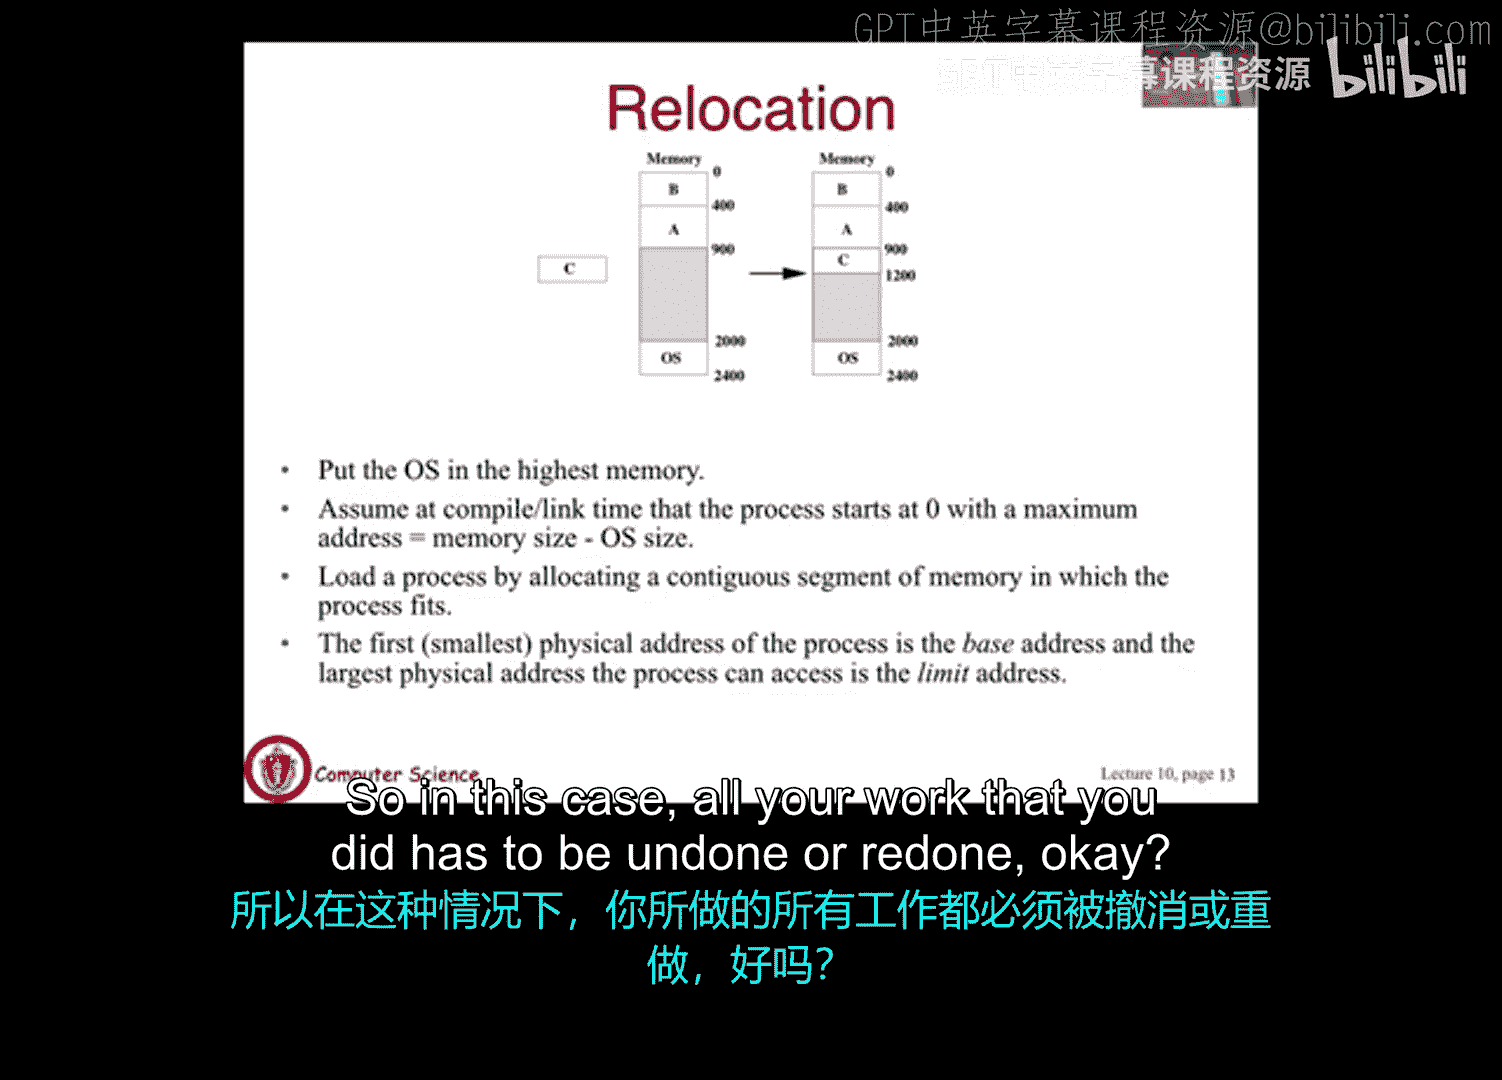 GPT中英字幕课程资源@bilibili.com
课程资源 bilibili
Relocation
Memory
Memory
0
0
B
B
400
400
A
A
900
900
C
C
1200
2000
2000
OS
OS
2400
2400
• Put the OS in the highest memory.
• Assume at compile/link time that the process starts at 0 with a maximum
address = memory size - OS size.
• Load a process by allocating a contiguous segment of memory in which the
process fits.
• The first (smallest) physical address of the process is the base address and the
largest physical address the process can access is the limit address.
Computer Science
Lecture 10, page 13
So in this case, all your work that you
did has to be undone or redone, okay?
所以在这种情况下，你所做的所有工作都必须被撤消或重
做，好吗？